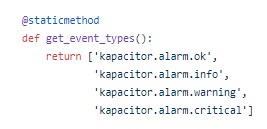 @staticmethod
def get_event_types():
    return ['kapacitor.alarm.ok',
            'kapacitor.alarm.info',
            'kapacitor.alarm.warning',
            'kapacitor.alarm.critical']